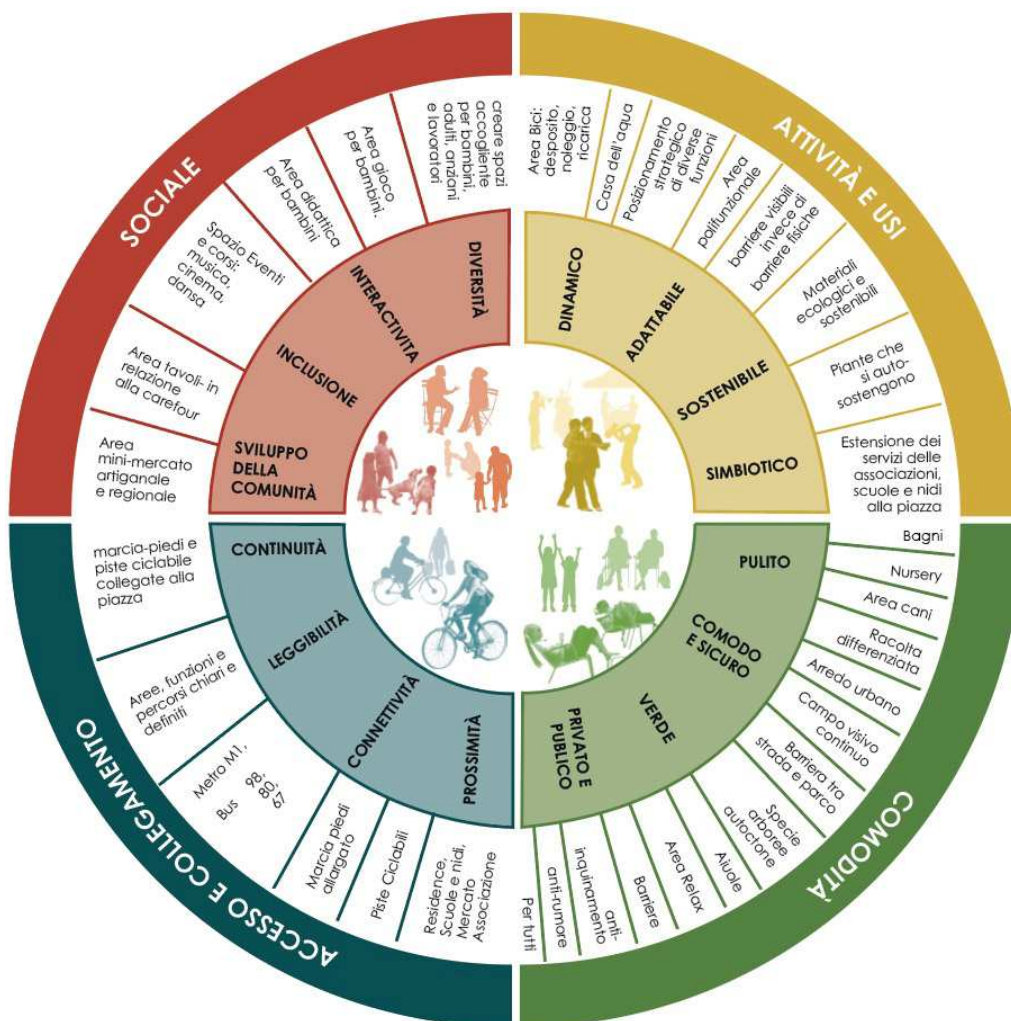 SOCIALE
creare spazi
accogliente
per bambini,
adulti, anziani
e lavoratori
Area gioco
per bambini.
Area didattica
per bambini
Spazio Eventi
e corsi:
musica,
cinema,
dansa
Area tavoli- in
relazione
alla carefour
Area
mini-mercato
artiganale
e regionale
DIVERSITÀ
INTERACTIVITA
INCLUSIONE
SVILUPPO
DELLA
COMUNITÀ
ATTIVITÀ E USI
Area Bici:
desposito,
noleggio,
ricarica
Casa dell'aqua
Posizionamento
strategico
di diverse
funzioni
Area
polifunzionale
barriere visibili
invece di
barriere fisiche
Materiali
ecologici e
sostenibili
Piante che
si auto-
sostengono
Estensione dei
servizi delle
associazioni,
scuole e nidi
alla piazza
DINAMICO
ADATTABILE
SOSTENIBILE
SIMBIOTICO
COMODITÀ
Bagni
Nursery
Area cani
Racolta
differenziata
Arredo urbano
Campo visivo
continuo
Barriera tra
strada e parco
Specie
arboree
autoctone
Aiuole
Area Relax
Barriere
anti-
inquinamento
anti-rumore
Per tutti
PULITO
COMODO
E SICURO
VERDE
PRIVATO E
PUBLICO
ACCESSO E COLLEGAMENTO
marcia-piedi e
piste ciclabile
collegate alla
piazza
Aree, funzioni e
percorsi chiari e
definiti
Metro M1,
Bus 98,
80,
67
Marcia piedi
allargato
Piste Ciclabili
Residence,
Scuole e nidi,
Mercato
Associazione
CONTINUITÀ
LEGGIBILITÀ
CONNETTIVITÀ
PROSSIMITÀ